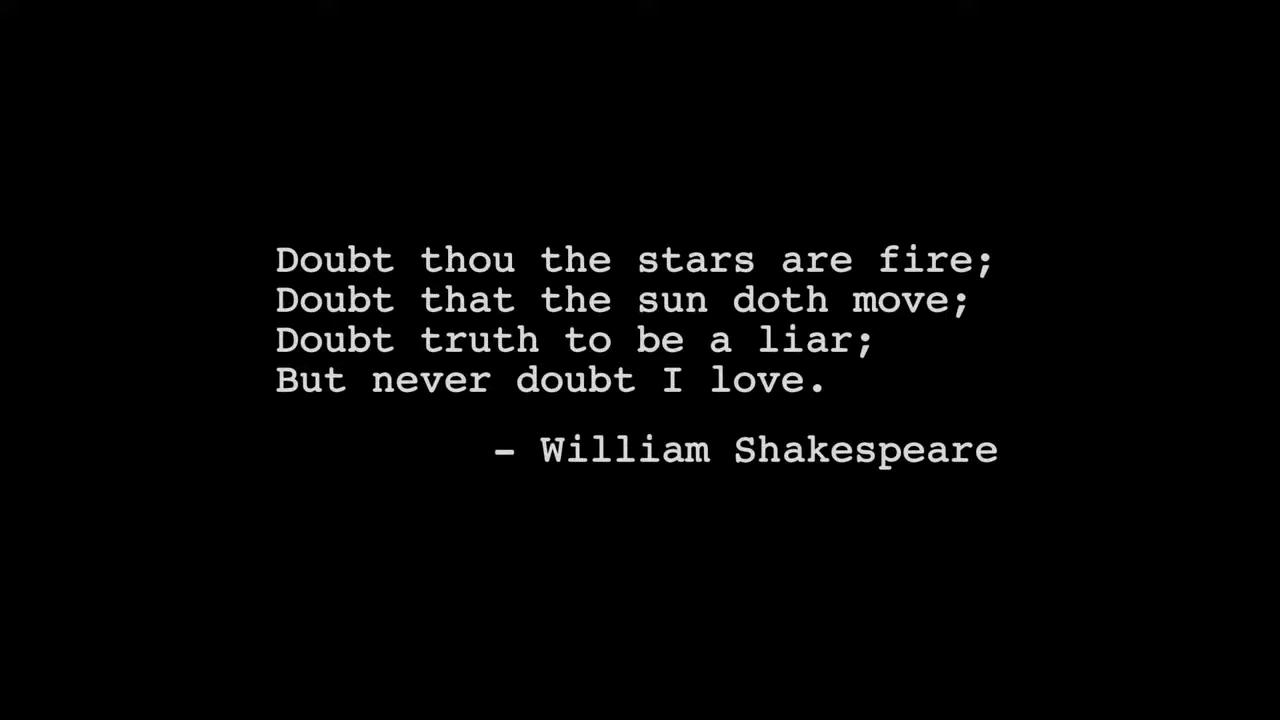 Doubt thou the stars are fire;
Doubt that the sun doth move;
Doubt truth to be a liar;
But never doubt I love.
– William Shakespeare